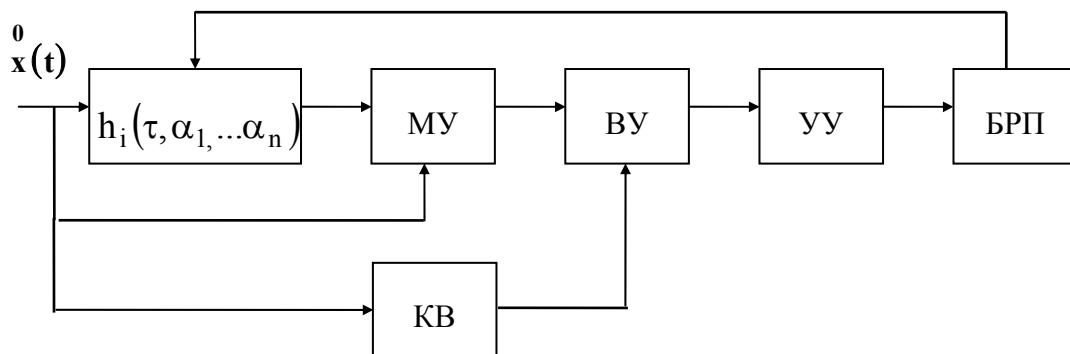 0
x(t)
h_i(τ, α_1, ...α_n)
МУ
ВУ
УУ
БРП
КВ